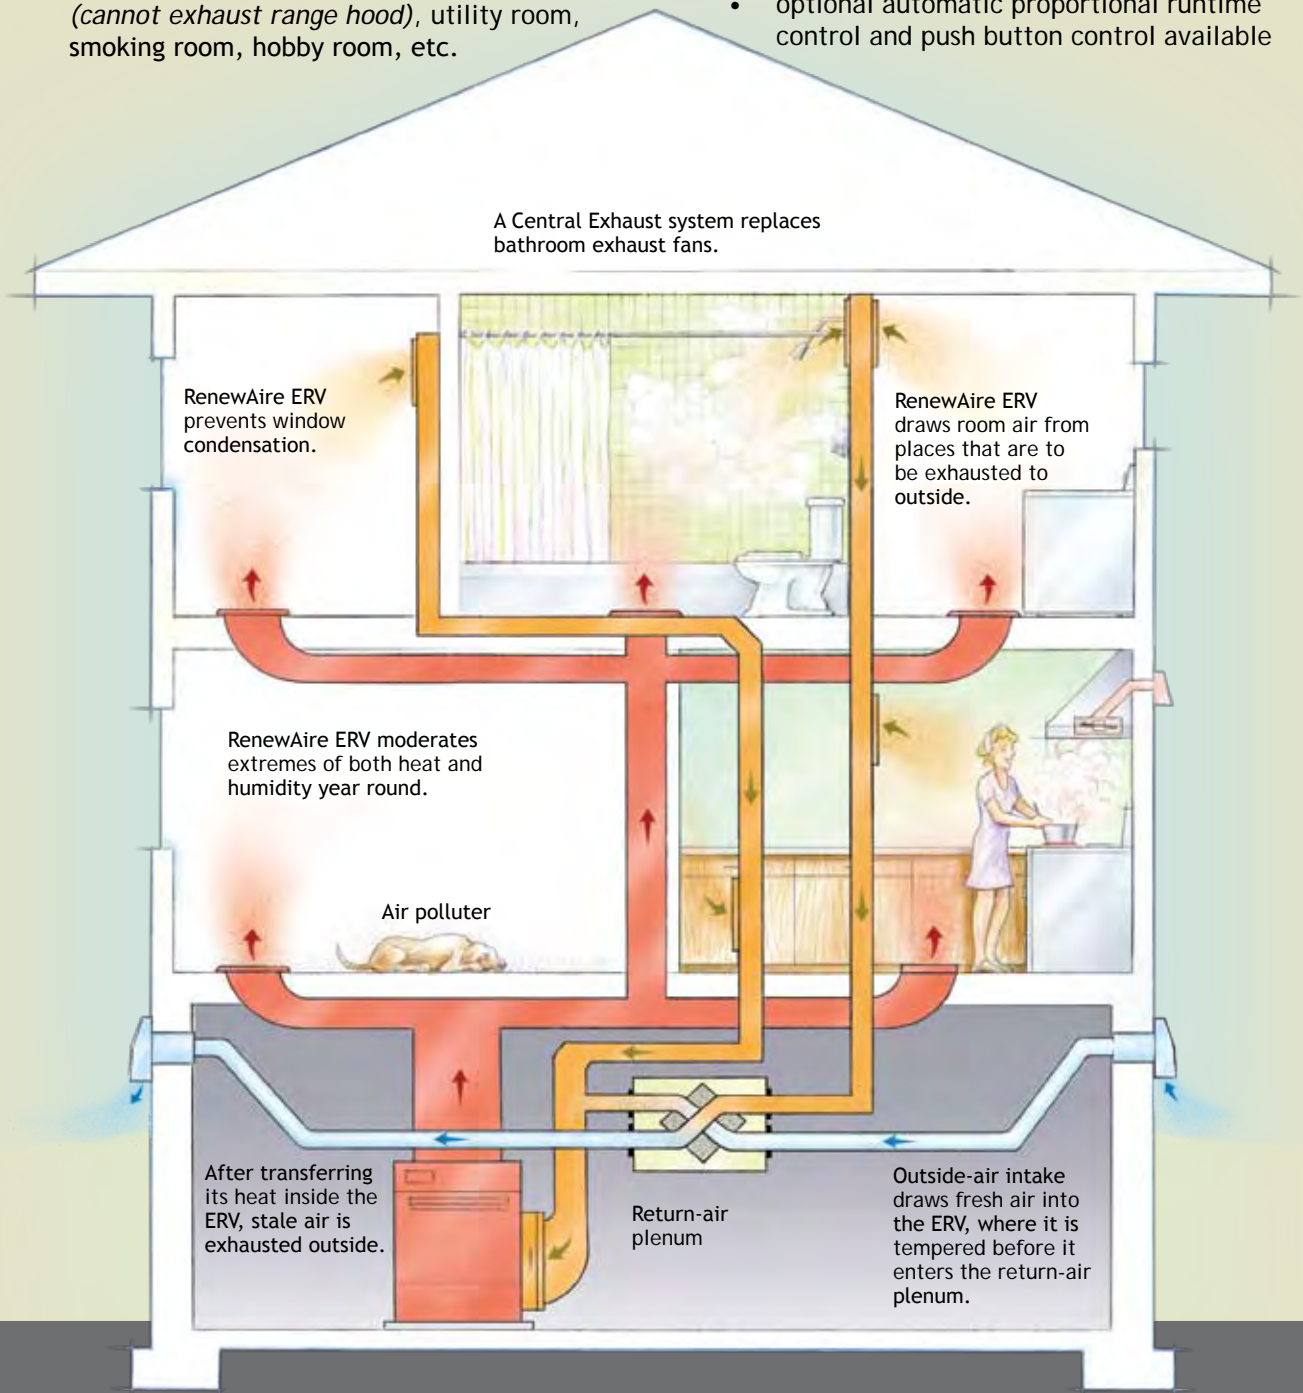 (cannot exhaust range hood), utility room,
smoking room, hobby room, etc.
• optional automatic proportional runtime
control and push button control available
A Central Exhaust system replaces
bathroom exhaust fans.
RenewAire ERV
prevents window
condensation.
RenewAire ERV
draws room air from
places that are to
be exhausted to
outside.
RenewAire ERV moderates
extremes of both heat and
humidity year round.
Air polluter
After transferring
its heat inside the
ERV, stale air is
exhausted outside.
Return-air
plenum
Outside-air intake
draws fresh air into
the ERV, where it is
tempered before it
enters the return-air
plenum.